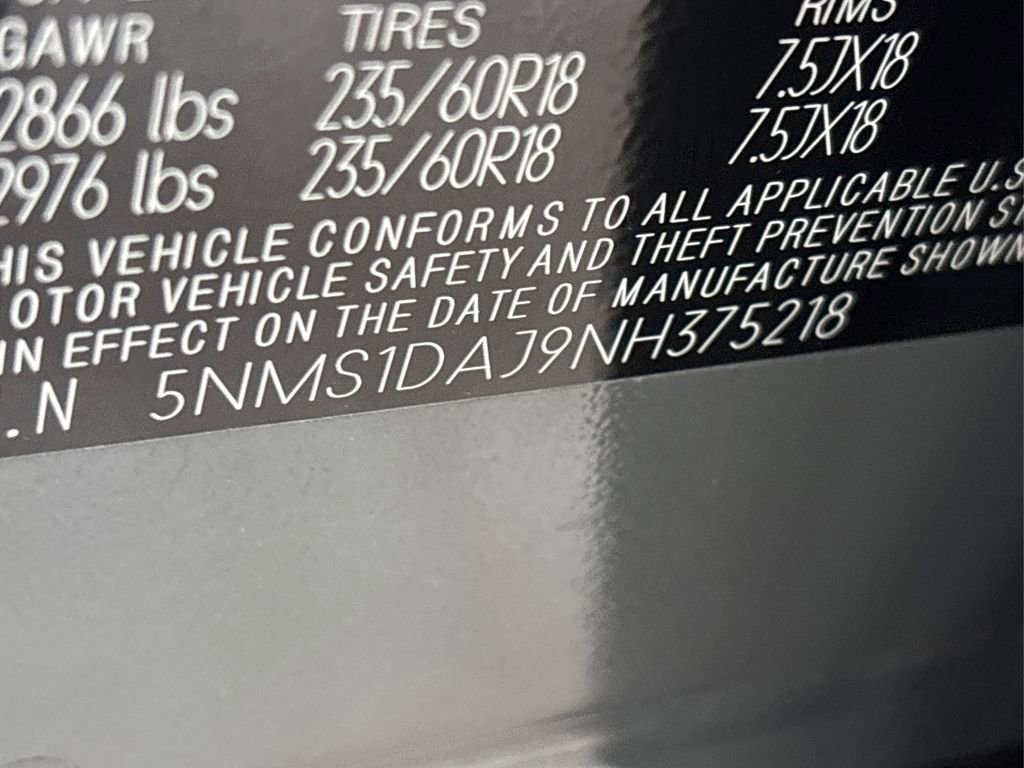 GAWR TIRES RIMS
2866 lbs 235/60R18 7.5JX18
2976 lbs 235/60R18 7.5JX18
HIS VEHICLE CONFORMS TO ALL APPLICABLE U.S
OTOR VEHICLE SAFETY AND THEFT PREVENTION S
IN EFFECT ON THE DATE OF MANUFACTURE SHOWN
.N 5NMS1DAJ9NH375218